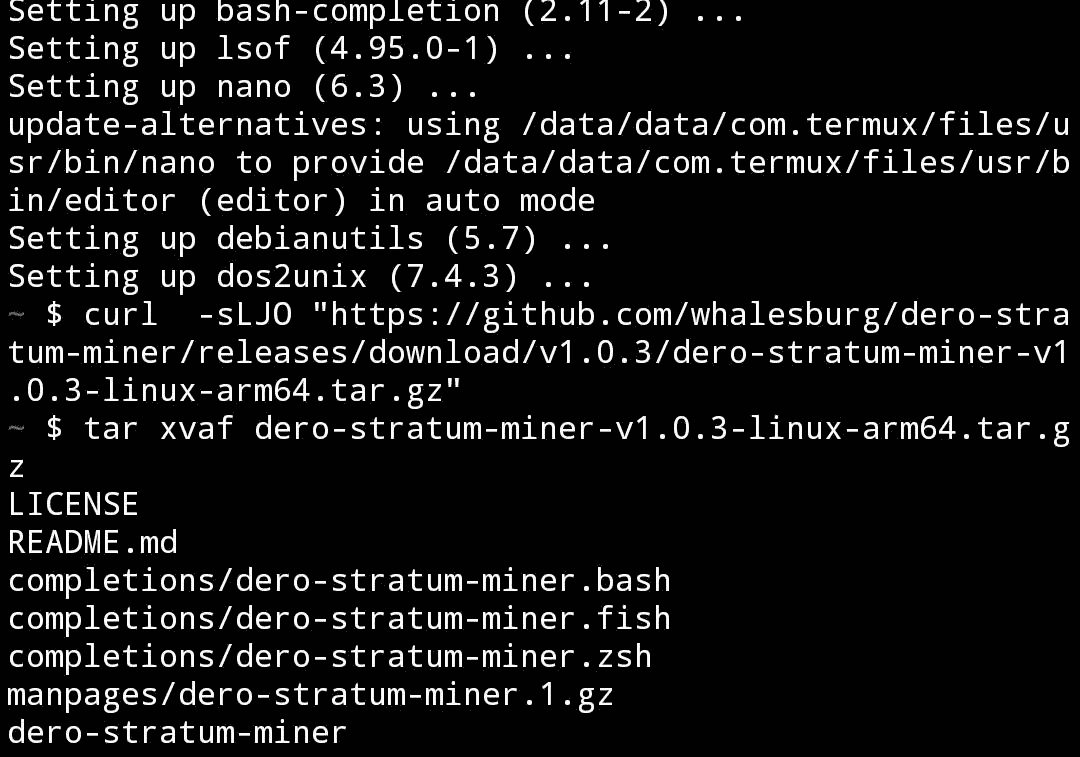 Setting up bash-completion (2.11-2) ...
Setting up lsof (4.95.0-1) ...
Setting up nano (6.3) ...
update-alternatives: using /data/data/com.termux/files/u
sr/bin/nano to provide /data/data/com.termux/files/usr/b
in/editor (editor) in auto mode
Setting up debianutils (5.7) ...
Setting up dos2unix (7.4.3) ...
~ $ curl  -sLJO "https://github.com/whalesburg/dero-stra
tum-miner/releases/download/v1.0.3/dero-stratum-miner-v1
.0.3-linux-arm64.tar.gz"
~ $ tar xvaf dero-stratum-miner-v1.0.3-linux-arm64.tar.g
z
LICENSE
README.md
completions/dero-stratum-miner.bash
completions/dero-stratum-miner.fish
completions/dero-stratum-miner.zsh
manpages/dero-stratum-miner.1.gz
dero-stratum-miner